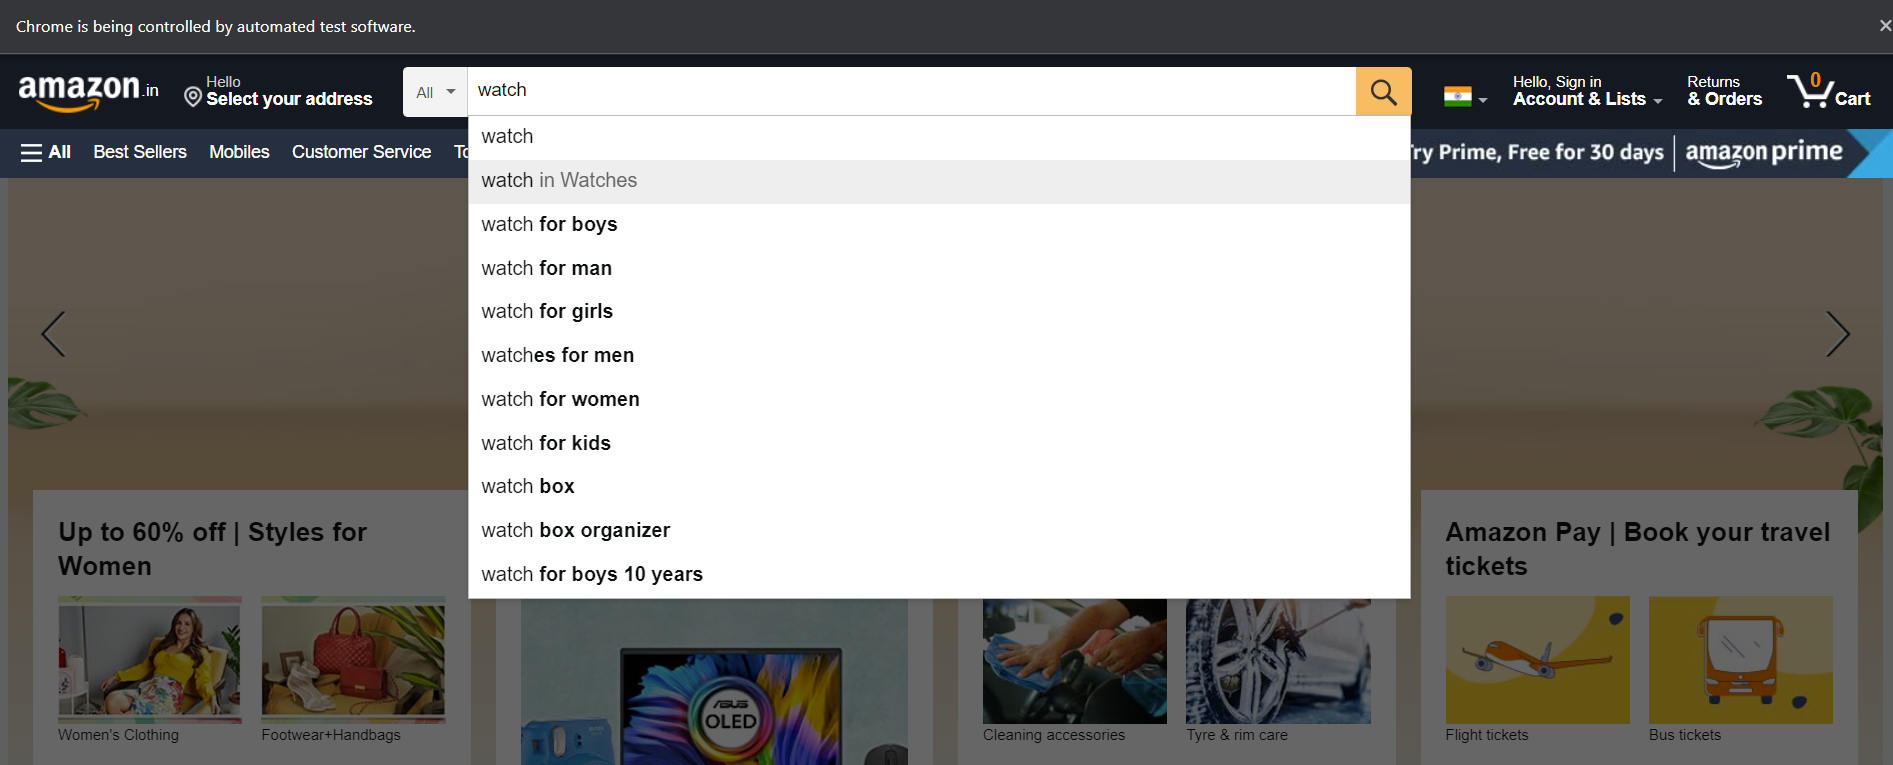 Chrome is being controlled by automated test software.
amazon.in
Hello
Select your address
All
watch
Hello, Sign in
Account & Lists
Returns
& Orders
0
Cart
All
Best Sellers
Mobiles
Customer Service
Try Prime, Free for 30 days
amazon prime
watch
watch in Watches
watch for boys
watch for man
watch for girls
watches for men
watch for women
watch for kids
watch box
watch box organizer
watch for boys 10 years
Up to 60% off | Styles for
Women
Women's Clothing
Footwear+Handbags
ASUS
OLED
Cleaning accessories
Tyre & rim care
Amazon Pay | Book your travel
tickets
Flight tickets
Bus tickets